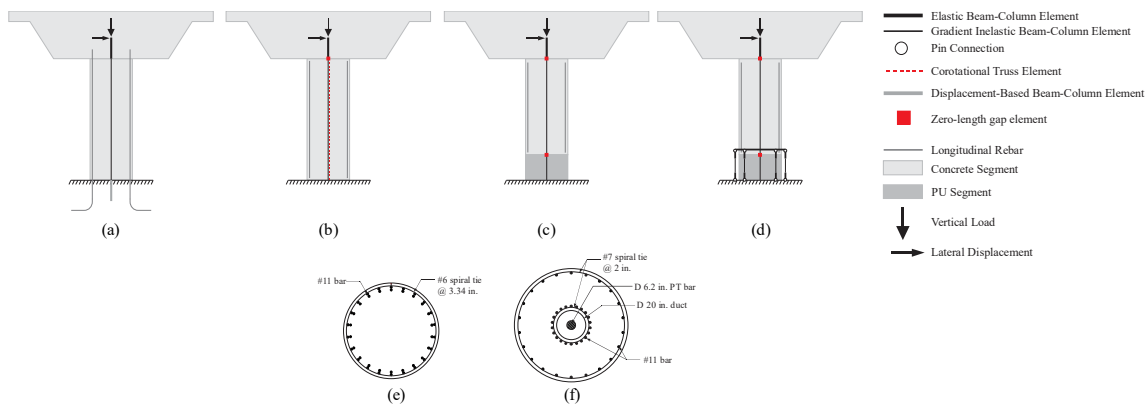 (a)
(b)
(c)
(d)
Elastic Beam-Column Element
Gradient Inelastic Beam-Column Element
Pin Connection
Corotational Truss Element
Displacement-Based Beam-Column Element
Zero-length gap element
Longitudinal Rebar
Concrete Segment
PU Segment
Vertical Load
Lateral Displacement
#11 bar
#6 spiral tie
@ 3.34 in.
(e)
#7 spiral tie
@ 2 in.
D 6.2 in. PT bar
D 20 in. duct
#11 bar
(f)